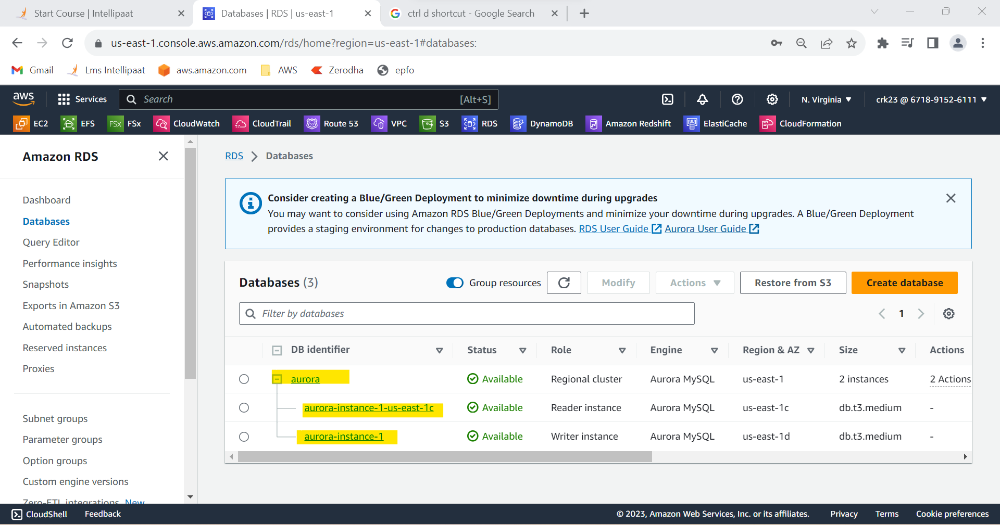 Start Course | Intellipaat
Databases | RDS | us-east-1
ctrl d shortcut - Google Search
us-east-1.console.aws.amazon.com/rds/home?region=us-east-1#databases:
Gmail
Lms Intellipaat
aws.amazon.com
AWS
Zerodha
epfo
aws
Services
Search
[Alt+S]
N. Virginia
crk23 @ 6718-9152-6111
EC2
EFS
FSx
FSx
CloudWatch
CloudTrail
53
Route 53
VPC
S3
RDS
DynamoDB
Amazon Redshift
ElastiCache
CloudFormation
Amazon RDS
Dashboard
Databases
Query Editor
Performance insights
Snapshots
Exports in Amazon S3
Automated backups
Reserved instances
Proxies
Subnet groups
Parameter groups
Option groups
Custom engine versions
Zero-ETL integrations New
RDS > Databases
Consider creating a Blue/Green Deployment to minimize downtime during upgrades
You may want to consider using Amazon RDS Blue/Green Deployments and minimize your downtime during upgrades. A Blue/Green Deployment
provides a staging environment for changes to production databases. RDS User Guide Aurora User Guide
Databases (3)
Group resources
Modify
Actions
Restore from S3
Create database
Filter by databases
1
DB identifier Status Role Engine Region & AZ Size Actions
aurora Available Regional cluster Aurora MySQL us-east-1 2 instances 2 Actions
aurora-instance-1-us-east-1c Available Reader instance Aurora MySQL us-east-1c db.t3.medium -
aurora-instance-1 Available Writer instance Aurora MySQL us-east-1d db.t3.medium -
CloudShell
Feedback
© 2023, Amazon Web Services, Inc. or its affiliates.
Privacy
Terms
Cookie preferences